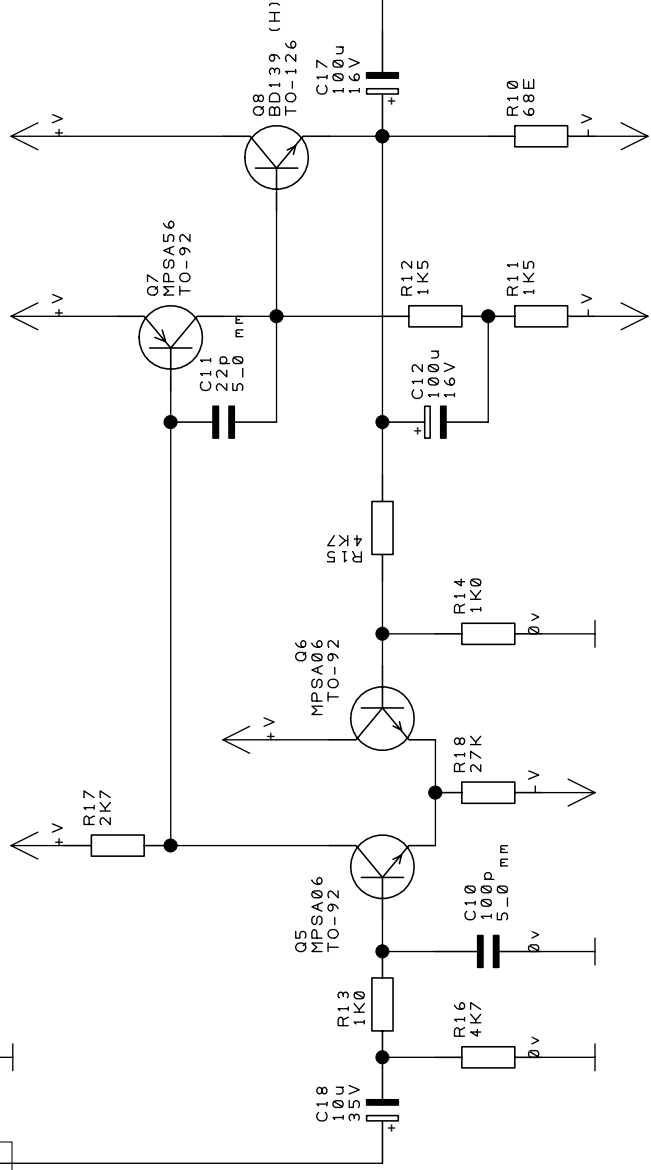 Q8
BD139 (H)
TO-126
C17
100u
16V
+
R10
68E
+V
-V
Q7
MPSA56
TO-92
+V
R12
1K5
R11
1K5
-V
C11
22p
5_0 mm
C12
100u
16V
+
R15
4K7
R14
1K0
0v
Q6
MPSA06
TO-92
+V
R18
27K
-V
R17
2K7
+V
Q5
MPSA06
TO-92
C10
100p
5_0 mm
0v
R13
1K0
R16
4K7
0v
C18
10u
35V
+